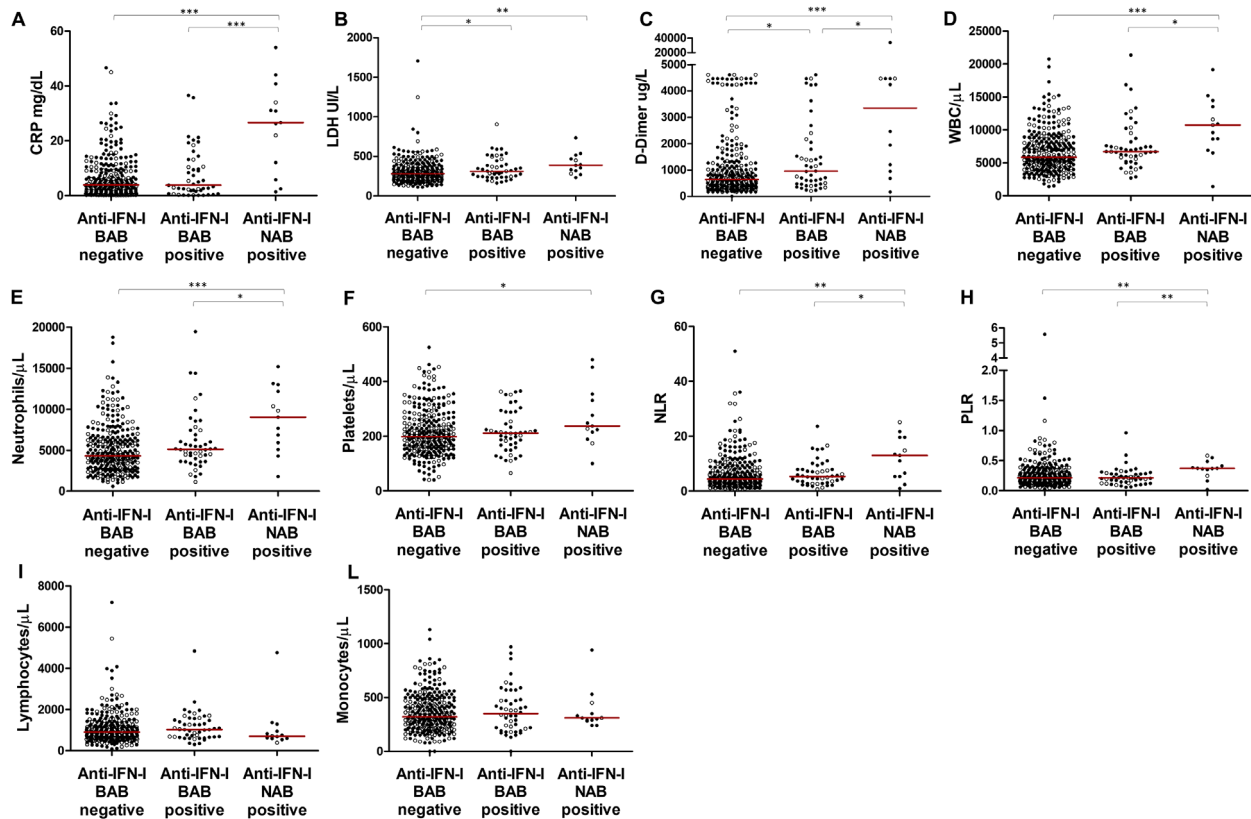 A
***
***
CRP mg/dL
60
40
20
0
Anti-IFN-I
BAB
negative
Anti-IFN-I
BAB
positive
Anti-IFN-I
NAB
positive
B
**
*
LDH UI/L
2000
1500
1000
500
0
Anti-IFN-I
BAB
negative
Anti-IFN-I
BAB
positive
Anti-IFN-I
NAB
positive
C
***
*
*
D-Dimer ug/L
40000
20000
5000
4000
3000
2000
1000
0
Anti-IFN-I
BAB
negative
Anti-IFN-I
BAB
positive
Anti-IFN-I
NAB
positive
D
***
*
WBC/μL
25000
20000
15000
10000
5000
0
Anti-IFN-I
BAB
negative
Anti-IFN-I
BAB
positive
Anti-IFN-I
NAB
positive
E
***
*
Neutrophils/μL
20000
15000
10000
5000
0
Anti-IFN-I
BAB
negative
Anti-IFN-I
BAB
positive
Anti-IFN-I
NAB
positive
F
*
Platelets/μL
600
400
200
0
Anti-IFN-I
BAB
negative
Anti-IFN-I
BAB
positive
Anti-IFN-I
NAB
positive
G
**
*
NLR
60
40
20
0
Anti-IFN-I
BAB
negative
Anti-IFN-I
BAB
positive
Anti-IFN-I
NAB
positive
H
**
**
PLR
6
5
4
2.0
1.5
1.0
0.5
0.0
Anti-IFN-I
BAB
negative
Anti-IFN-I
BAB
positive
Anti-IFN-I
NAB
positive
I
Lymphocytes/μL
8000
6000
4000
2000
0
Anti-IFN-I
BAB
negative
Anti-IFN-I
BAB
positive
Anti-IFN-I
NAB
positive
L
Monocytes/μL
1500
1000
500
0
Anti-IFN-I
BAB
negative
Anti-IFN-I
BAB
positive
Anti-IFN-I
NAB
positive